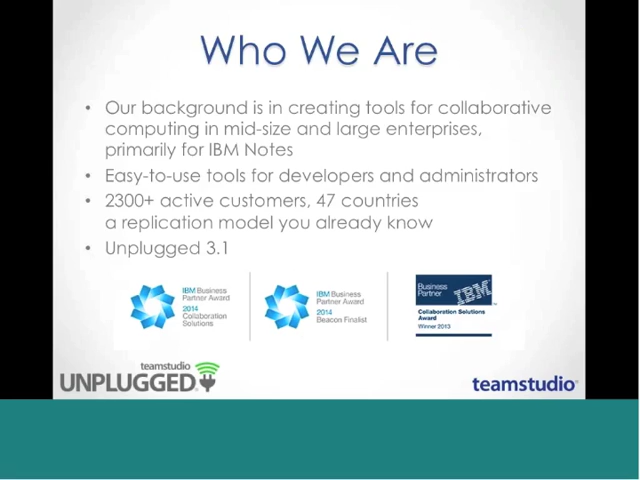 Who We Are
• Our background is in creating tools for collaborative
computing in mid-size and large enterprises,
primarily for IBM Notes
• Easy-to-use tools for developers and administrators
• 2300+ active customers, 47 countries
a replication model you already know
• Unplugged 3.1
IBM Business
Partner Award
2014
Collaboration
Solutions
IBM Business
Partner Award
2014
Beacon Finalist
Business
Partner
IBM
Collaboration Solutions
Award
Winner 2013
teamstudio
UNPLUGGED
teamstudio